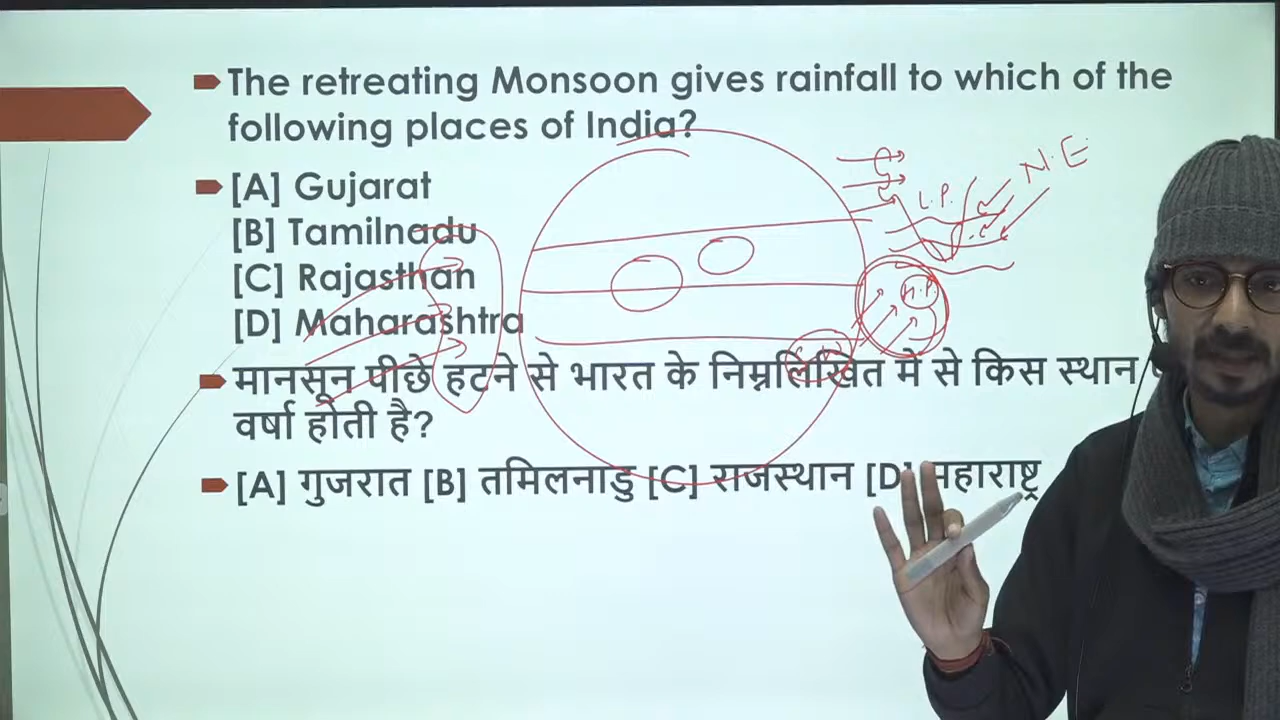 The retreating Monsoon gives rainfall to which of the
following places of India?
[A] Gujarat
[B] Tamilnadu
[C] Rajasthan
[D] Maharashtra
मानसून पीछे हटने से भारत के निम्नलिखित में से किस स्थान
वर्षा होती है?
[A] गुजरात [B] तमिलनाडु [C] राजस्थान [D] महाराष्ट्र
N.E
L.P.
H.P.